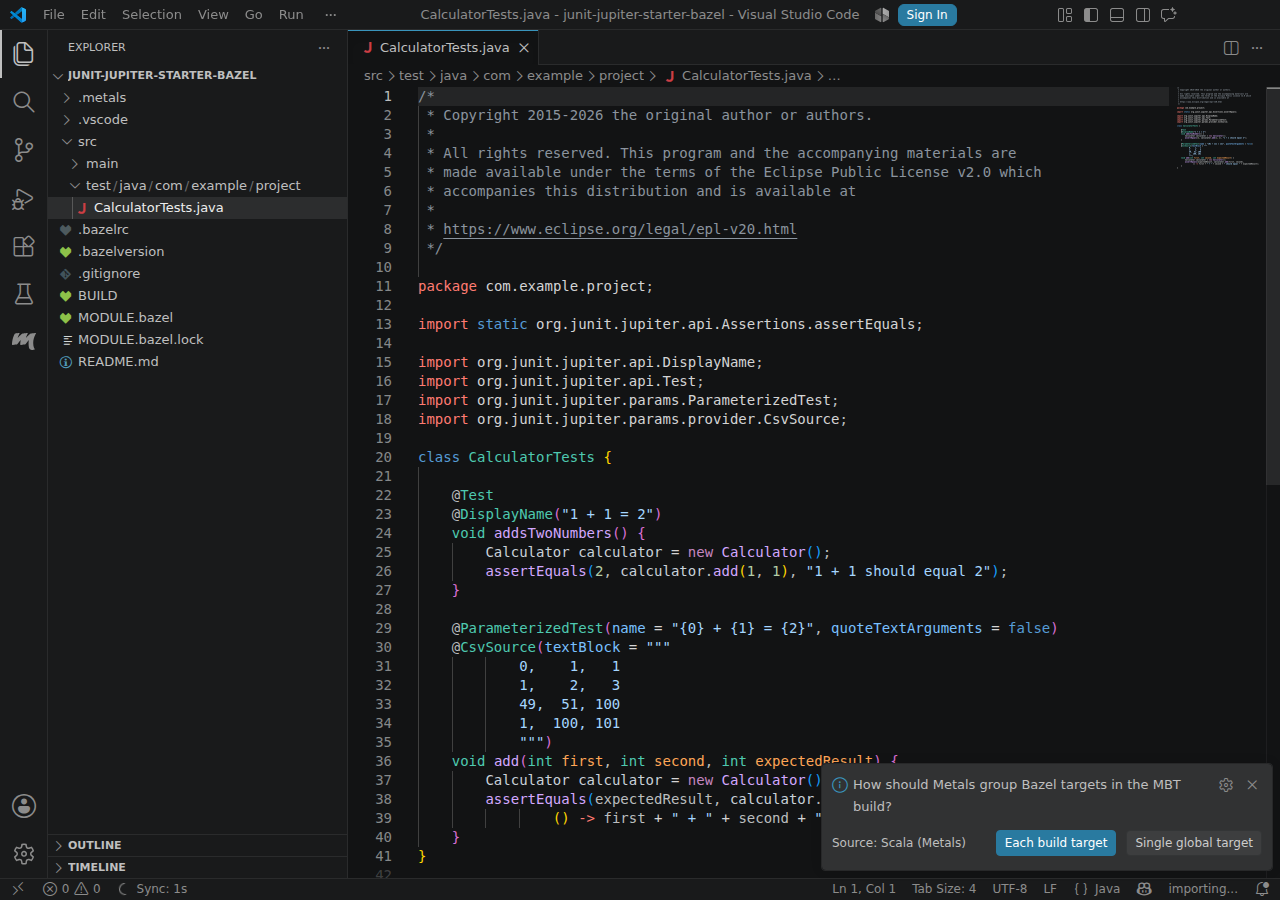 File Edit Selection View Go Run ··· CalculatorTests.java - junit-jupiter-starter-bazel - Visual Studio Code Sign In
EXPLORER ···
JUNIT-JUPITER-STARTER-BAZEL
.metals
.vscode
src
main
test/java/com/example/project
CalculatorTests.java
.bazelrc
.bazelversion
.gitignore
BUILD
MODULE.bazel
MODULE.bazel.lock
README.md
OUTLINE
TIMELINE
CalculatorTests.java
src > test > java > com > example > project > CalculatorTests.java > ...
1 /*
2  * Copyright 2015-2026 the original author or authors.
3  *
4  * All rights reserved. This program and the accompanying materials are
5  * made available under the terms of the Eclipse Public License v2.0 which
6  * accompanies this distribution and is available at
7  *
8  * https://www.eclipse.org/legal/epl-v20.html
9  */
10
11 package com.example.project;
12
13 import static org.junit.jupiter.api.Assertions.assertEquals;
14
15 import org.junit.jupiter.api.DisplayName;
16 import org.junit.jupiter.api.Test;
17 import org.junit.jupiter.params.ParameterizedTest;
18 import org.junit.jupiter.params.provider.CsvSource;
19
20 class CalculatorTests {
21
22     @Test
23     @DisplayName("1 + 1 = 2")
24     void addsTwoNumbers() {
25         Calculator calculator = new Calculator();
26         assertEquals(2, calculator.add(1, 1), "1 + 1 should equal 2");
27     }
28
29     @ParameterizedTest(name = "{0} + {1} = {2}", quoteTextArguments = false)
30     @CsvSource(textBlock = """
31             0,    1,   1
32             1,    2,   3
33             49,  51, 100
34             1,  100, 101
35             """)
36     void add(int first, int second, int expectedResult) {
37         Calculator calculator = new Calculator()
38         assertEquals(expectedResult, calculator.
39                 () -> first + " + " + second + "
40     }
41 }
42
How should Metals group Bazel targets in the MBT
build?
Source: Scala (Metals) Each build target Single global target
0 0 Sync: 1s Ln 1, Col 1 Tab Size: 4 UTF-8 LF { } Java importing...